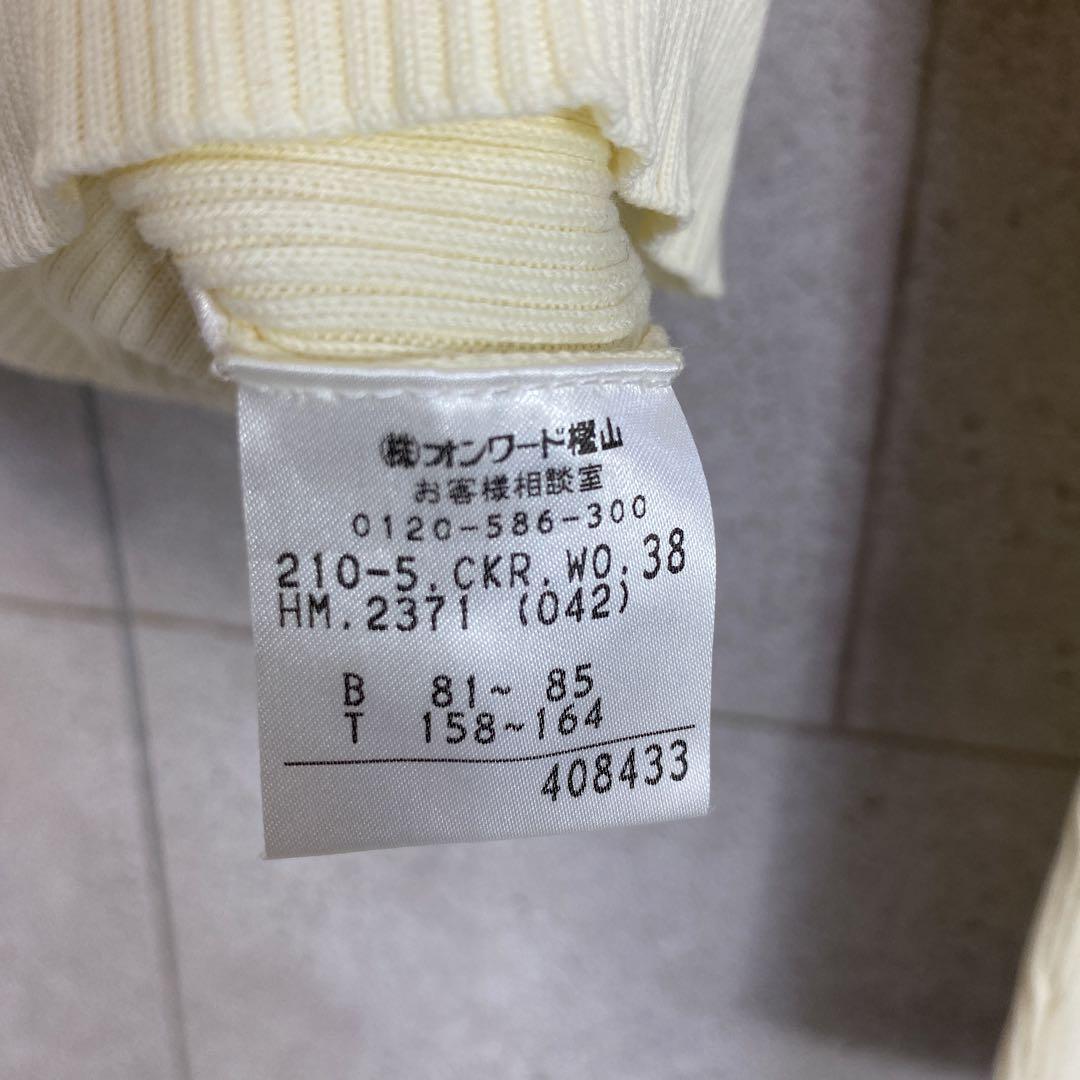 ㈱オンワード樫山
お客様相談室
0120-586-300
210-5.CKR.WO.38
HM.2371 (042)
B 81~ 85
T 158~164
408433